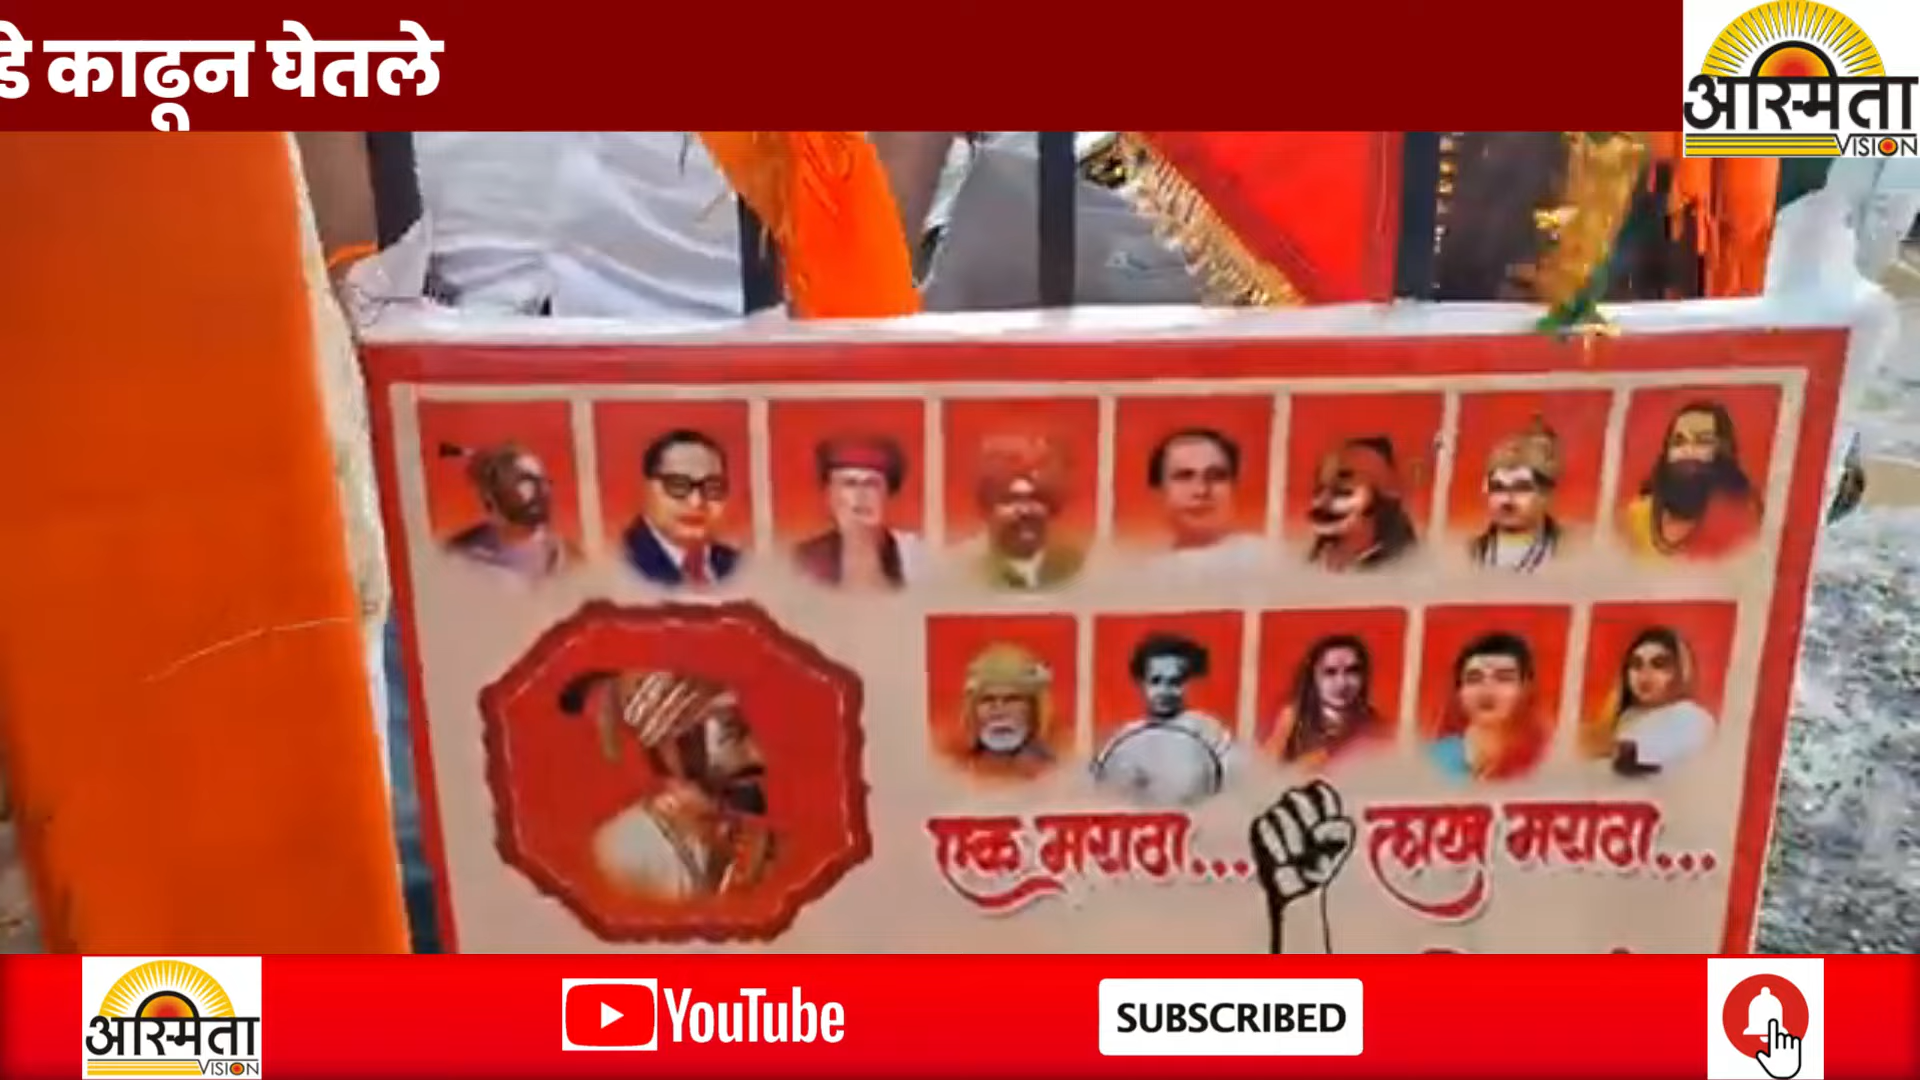 डे काढून घेतले
अस्मिता
VISION
एक मराठा... लाख मराठा...
अस्मिता
VISION
YouTube
SUBSCRIBED